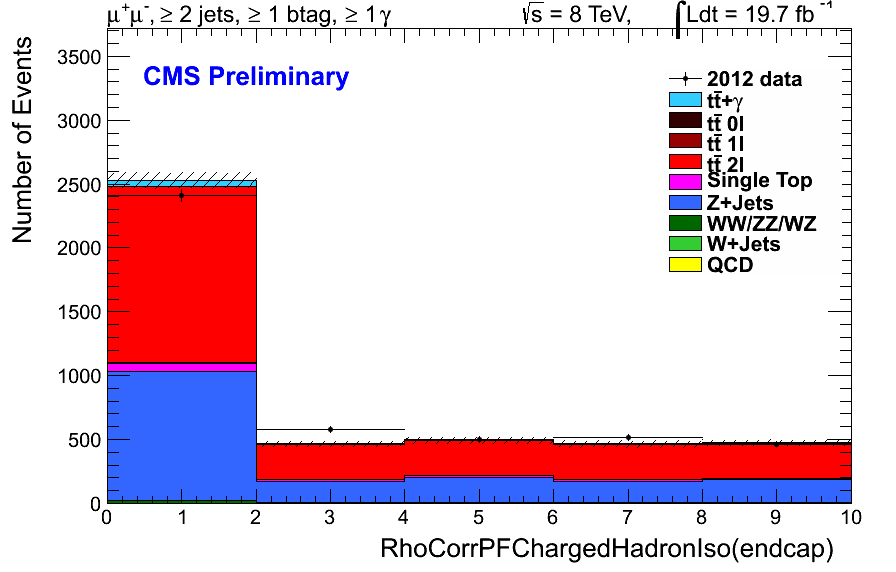 μ⁺μ⁻, ≥ 2 jets, ≥ 1 btag, ≥ 1 γ √s = 8 TeV, ∫Ldt = 19.7 fb⁻¹
CMS Preliminary
Number of Events
3500
3000
2500
2000
1500
1000
500
0
2012 data
tt̄+γ
tt̄ 0l
tt̄ 1l
tt̄ 2l
Single Top
Z+Jets
WW/ZZ/WZ
W+Jets
QCD
0 1 2 3 4 5 6 7 8 9 10
RhoCorrPFChargedHadronIso(endcap)